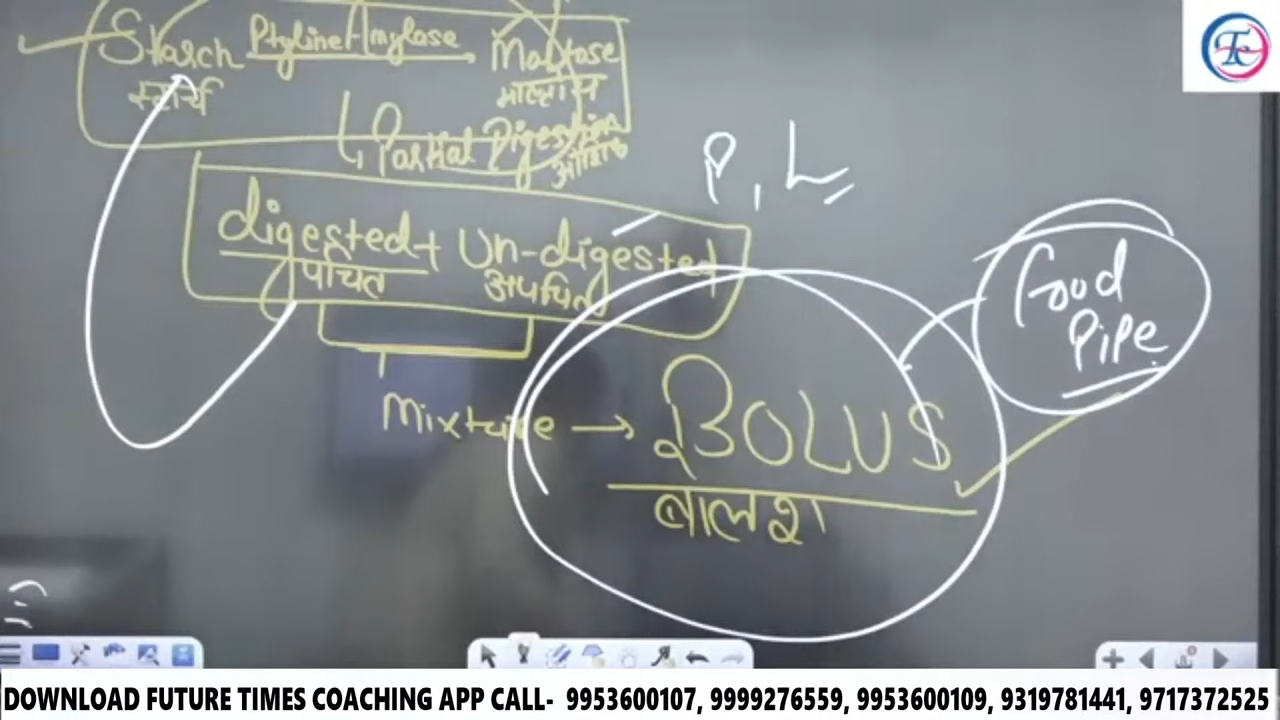 Starch Ptyline Amylase Maltose
स्टार्च
Partial Digestion
P, L
digested + Un-digested
पचित अपचित
Food
Pipe
Mixture → BOLUS
बालश
DOWNLOAD FUTURE TIMES COACHING APP CALL- 9953600107, 9999276559, 9953600109, 9319781441, 9717372525